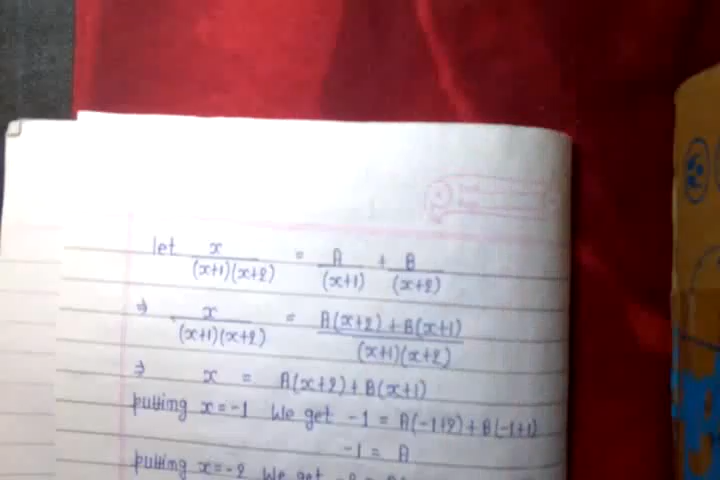 let x/((x+1)(x+2)) = A/(x+1) + B/(x+2)
⇒ x/((x+1)(x+2)) = (A(x+2)+B(x+1))/((x+1)(x+2))
⇒ x = A(x+2)+B(x+1)
putting x=-1 We get -1 = A(-1+2)+B(-1+1)
-1 = A
putting x=-2 We get